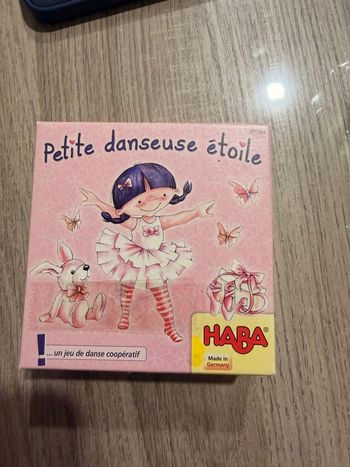 Petite danseuse étoile
! ... un jeu de danse coopératif
HABA
Made in
Germany